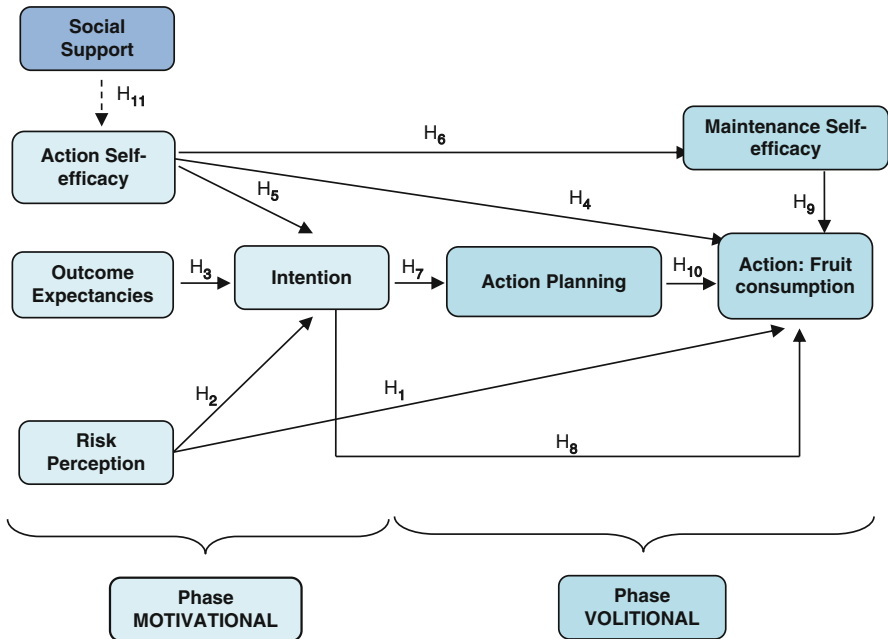 Social
Support
H11
Action Self-
efficacy
H6
Maintenance Self-
efficacy
H5
H4
H9
Outcome
Expectancies
H3
Intention
H7
Action Planning
H10
Action: Fruit
consumption
H2
H1
Risk
Perception
H8
Phase
MOTIVATIONAL
Phase
VOLITIONAL